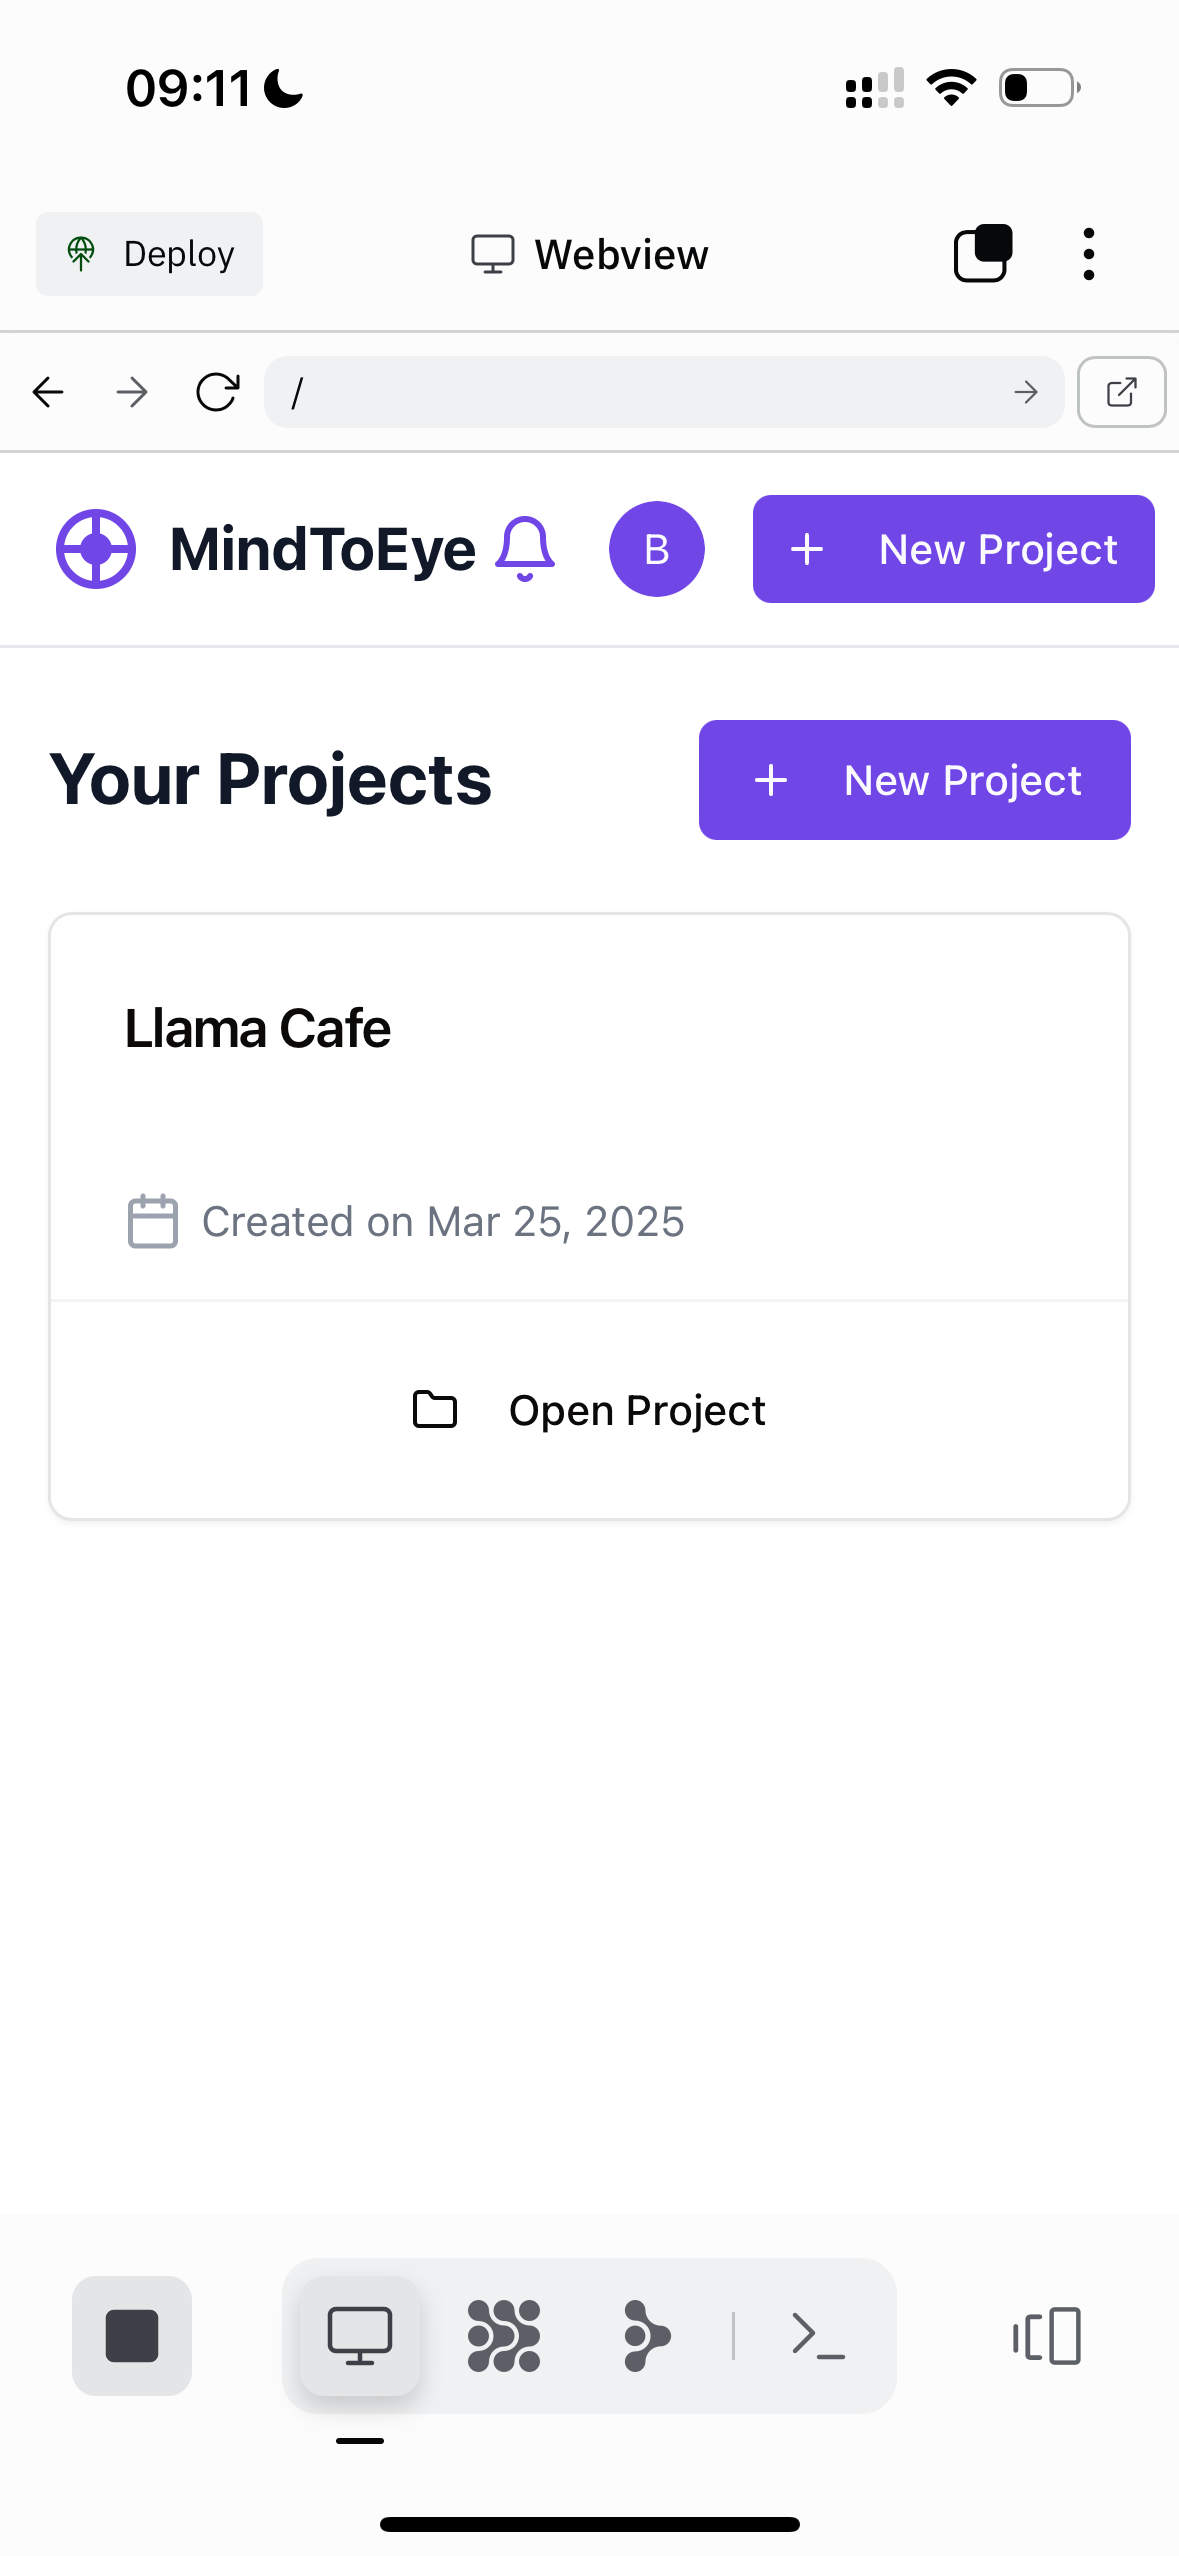 09:11
Deploy
Webview
/
MindToEye
B
+ New Project
Your Projects
+ New Project
Llama Cafe
Created on Mar 25, 2025
Open Project